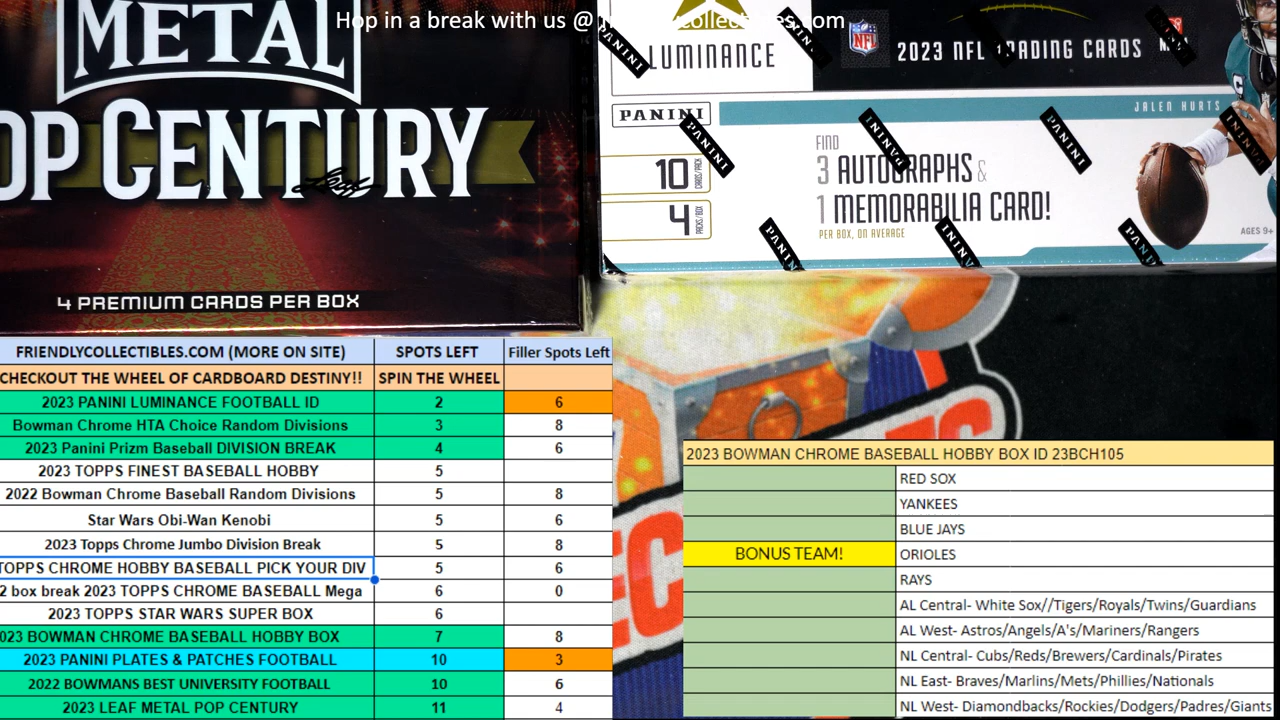 Hop in a break with us @
METAL
OP CENTURY
4 PREMIUM CARDS PER BOX
LUMINANCE
NFL
2023 NFL TRADING CARDS
PANINI
JALEN HURTS
10 CARDS/PACK
4 PACKS/BOX
FIND
3 AUTOGRAPHS &
1 MEMORABILIA CARD!
PER BOX, ON AVERAGE
AGES 9+
PANINI
PANINI
PANINI
PANINI
FRIENDLYCOLLECTIBLES.COM (MORE ON SITE) SPOTS LEFT Filler Spots Left
CHECKOUT THE WHEEL OF CARDBOARD DESTINY!! SPIN THE WHEEL
2023 PANINI LUMINANCE FOOTBALL ID 2 6
Bowman Chrome HTA Choice Random Divisions 3 8
2023 Panini Prizm Baseball DIVISION BREAK 4 6
2023 TOPPS FINEST BASEBALL HOBBY 5
2022 Bowman Chrome Baseball Random Divisions 5 8
Star Wars Obi-Wan Kenobi 5 6
2023 Topps Chrome Jumbo Division Break 5 8
TOPPS CHROME HOBBY BASEBALL PICK YOUR DIV 5 6
2 box break 2023 TOPPS CHROME BASEBALL Mega 6 0
2023 TOPPS STAR WARS SUPER BOX 6
023 BOWMAN CHROME BASEBALL HOBBY BOX 7 8
2023 PANINI PLATES & PATCHES FOOTBALL 10 3
2022 BOWMANS BEST UNIVERSITY FOOTBALL 10 6
2023 LEAF METAL POP CENTURY 11 4
2023 BOWMAN CHROME BASEBALL HOBBY BOX ID 23BCH105
RED SOX
YANKEES
BLUE JAYS
BONUS TEAM! ORIOLES
RAYS
AL Central- White Sox//Tigers/Royals/Twins/Guardians
AL West- Astros/Angels/A's/Mariners/Rangers
NL Central- Cubs/Reds/Brewers/Cardinals/Pirates
NL East- Braves/Marlins/Mets/Phillies/Nationals
NL West- Diamondbacks/Rockies/Dodgers/Padres/Giants